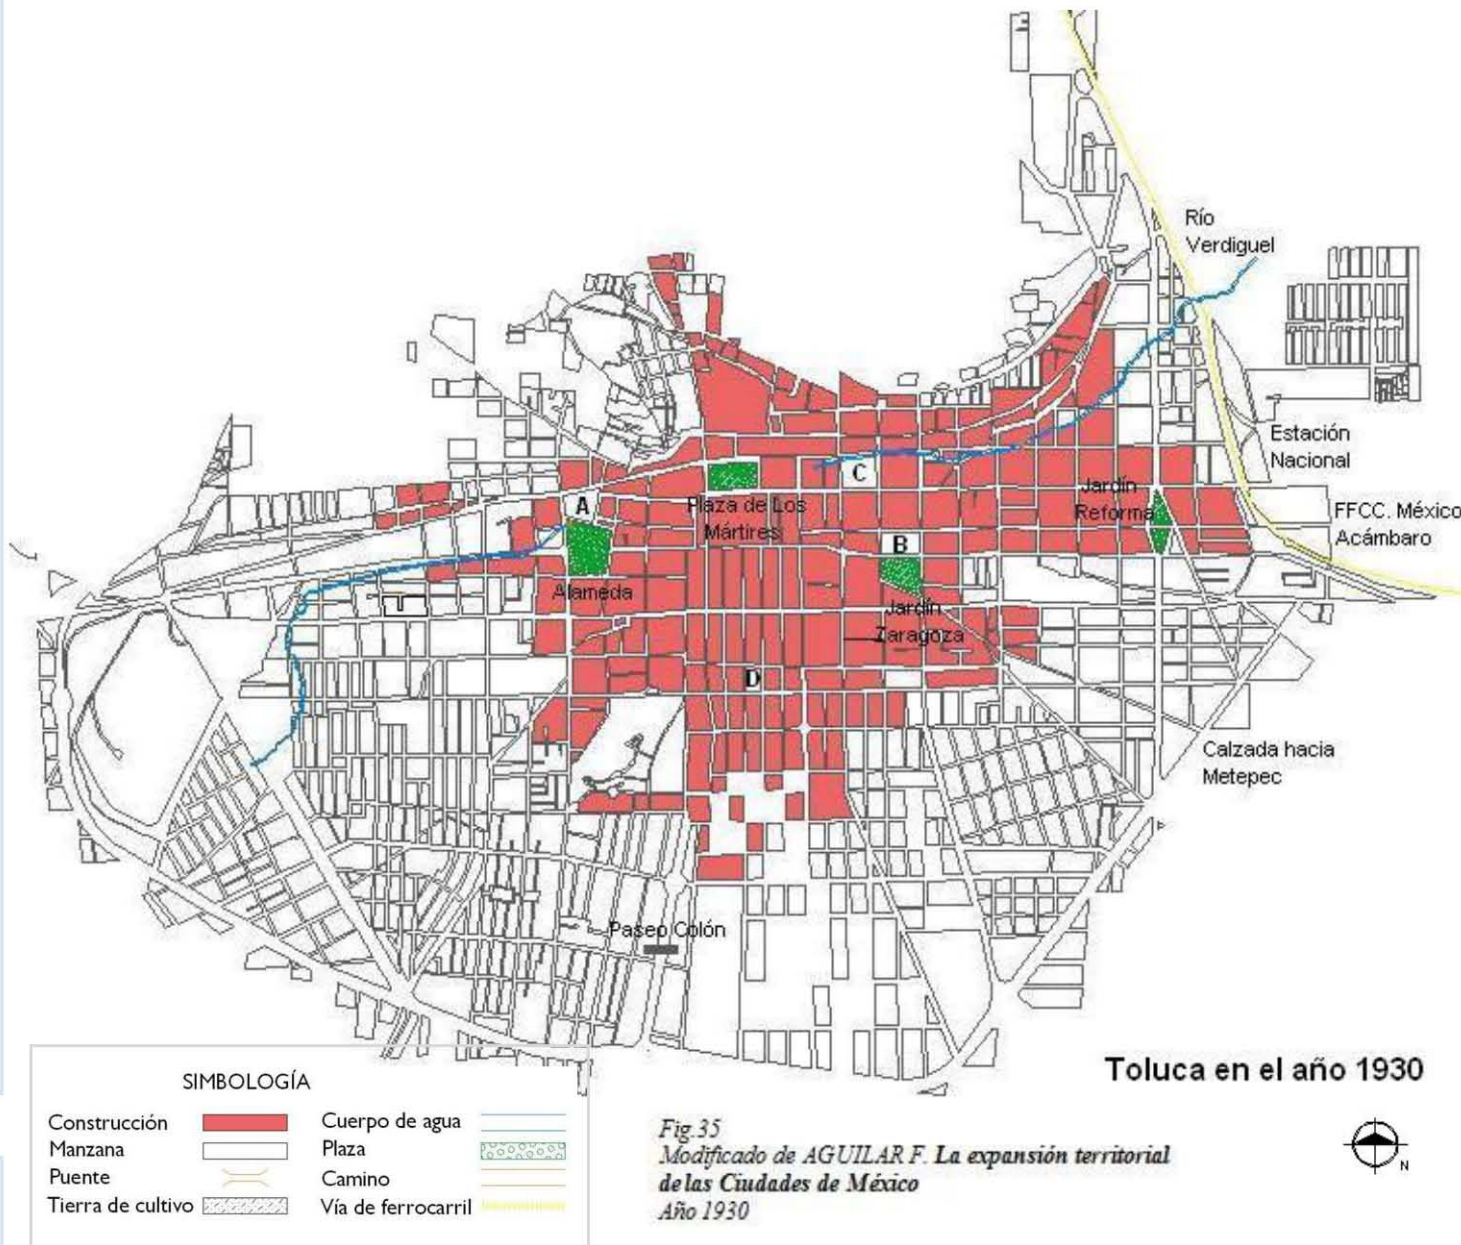 Río
Verdiguel
Estación
Nacional
C
Jardín
Reforma
A
Plaza de Los
Mártires
FFCC. México
Acámbaro
B
Alameda
Jardín
Zaragoza
D
Calzada hacia
Metepec
Paseo Colón
Toluca en el año 1930
SIMBOLOGÍA
Construcción
Manzana
Puente
Tierra de cultivo
Cuerpo de agua
Plaza
Camino
Vía de ferrocarril
Fig.35
Modificado de AGUILAR F. La expansión territorial
de las Ciudades de México
Año 1930
N